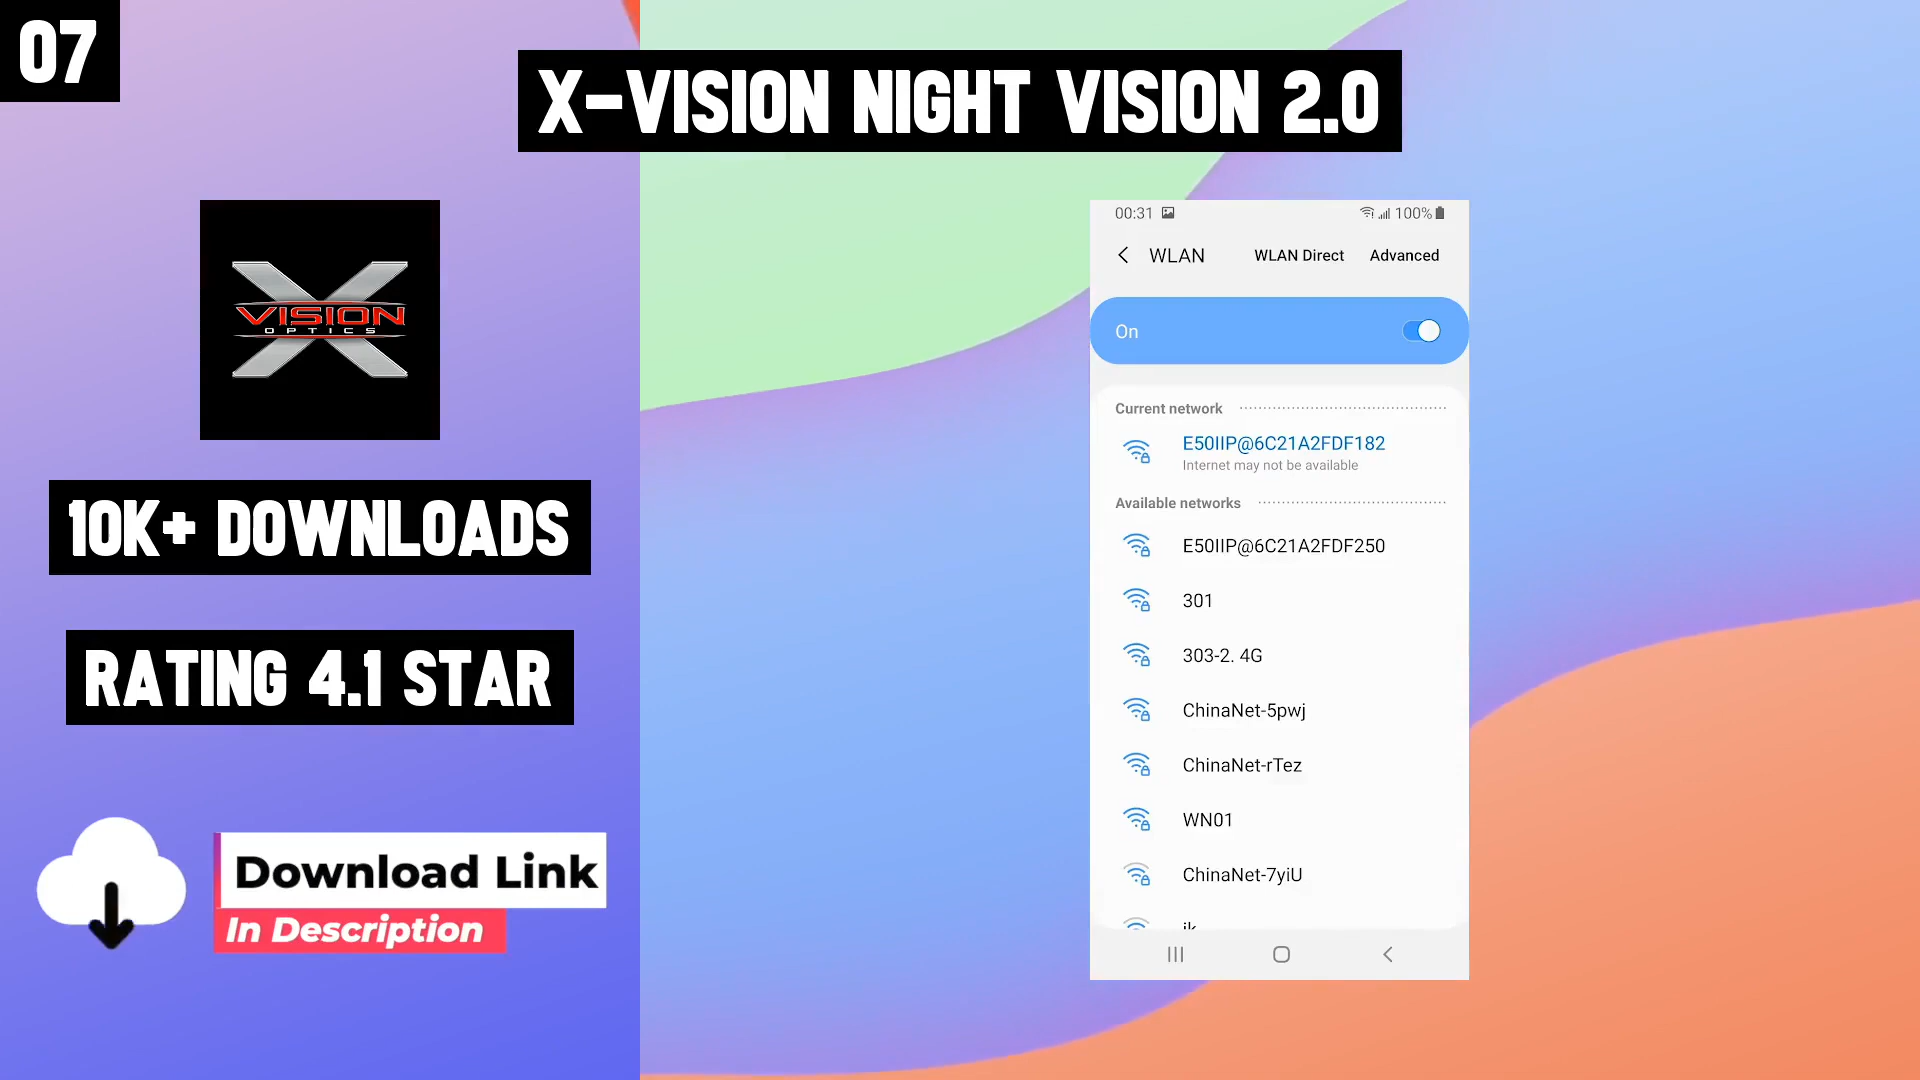 07
X-VISION NIGHT VISION 2.0
VISION
OPTICS
10K+ DOWNLOADS
RATING 4.1 STAR
Download Link
In Description
00:31 100%
WLAN WLAN Direct Advanced
On
Current network
E50IIP@6C21A2FDF182
Internet may not be available
Available networks
E50IIP@6C21A2FDF250
301
303-2. 4G
ChinaNet-5pwj
ChinaNet-rTez
WN01
ChinaNet-7yiU